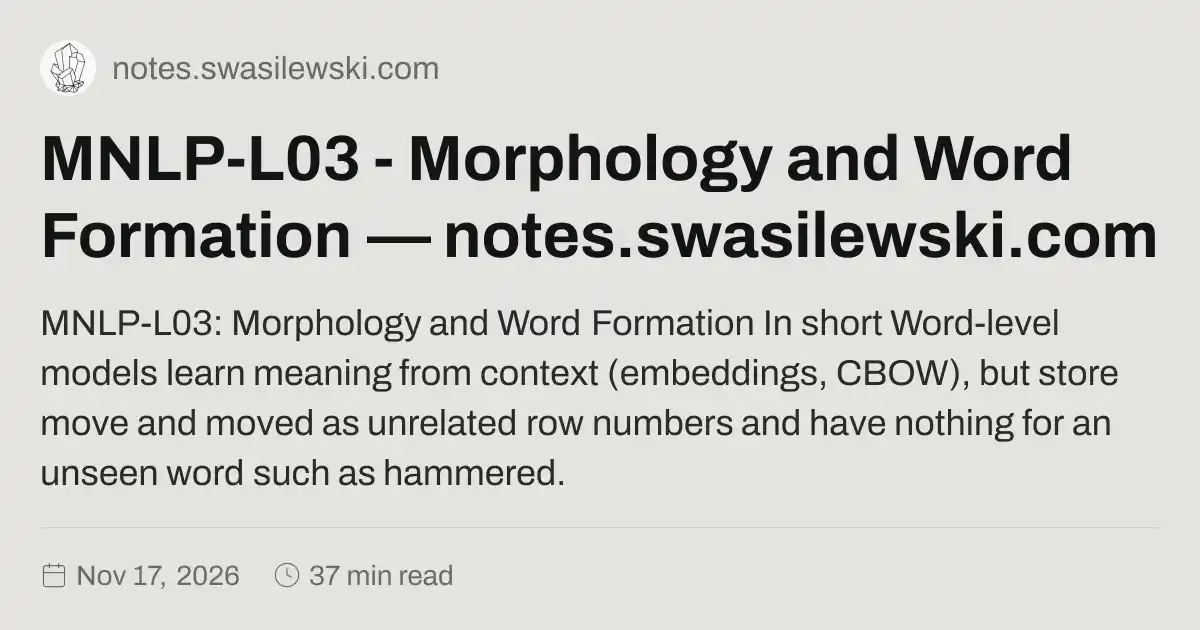 notes.swasilewski.com
MNLP-L03 - Morphology and Word
Formation — notes.swasilewski.com
MNLP-L03: Morphology and Word Formation In short Word-level
models learn meaning from context (embeddings, CBOW), but store
move and moved as unrelated row numbers and have nothing for an
unseen word such as hammered.
Nov 17, 2026 37 min read